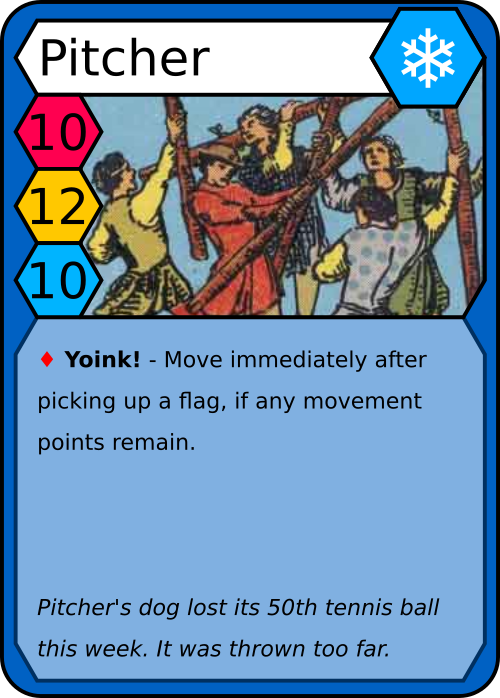 Pitcher
10
12
10
♦ Yoink! - Move immediately after
picking up a flag, if any movement
points remain.
Pitcher's dog lost its 50th tennis ball
this week. It was thrown too far.